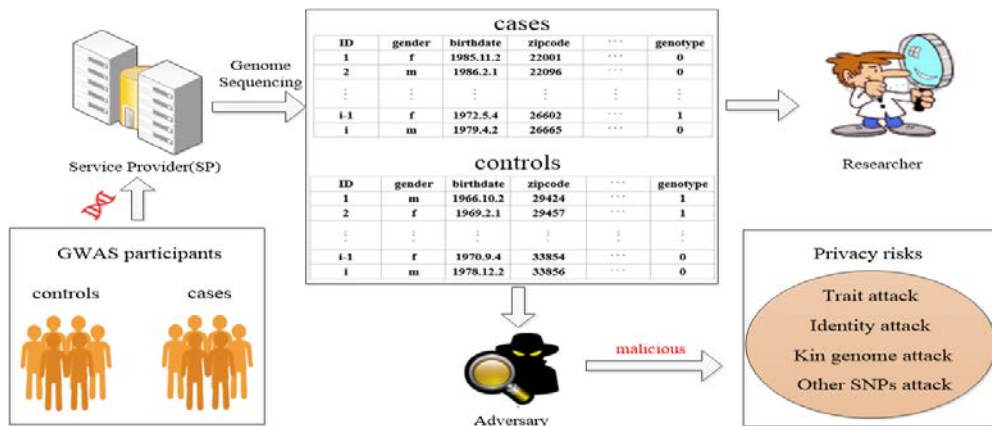 cases
ID gender birthdate zipcode ... genotype
1 f 1985.11.2 22001 ... 0
2 m 1986.2.1 22096 ... 0
⋮ ⋮ ⋮ ⋮ ⋮
i-1 f 1972.5.4 26602 ... 1
i m 1979.4.2 26665 ... 0
controls
ID gender birthdate zipcode ... genotype
1 m 1966.10.2 29424 ... 1
2 f 1969.2.1 29457 ... 1
⋮ ⋮ ⋮ ⋮ ⋮
i-1 f 1970.9.4 33854 ... 0
i m 1978.12.2 33856 ... 0
Genome
Sequencing
Service Provider(SP)
Researcher
GWAS participants
controls cases
Adversary
malicious
Privacy risks
Trait attack
Identity attack
Kin genome attack
Other SNPs attack